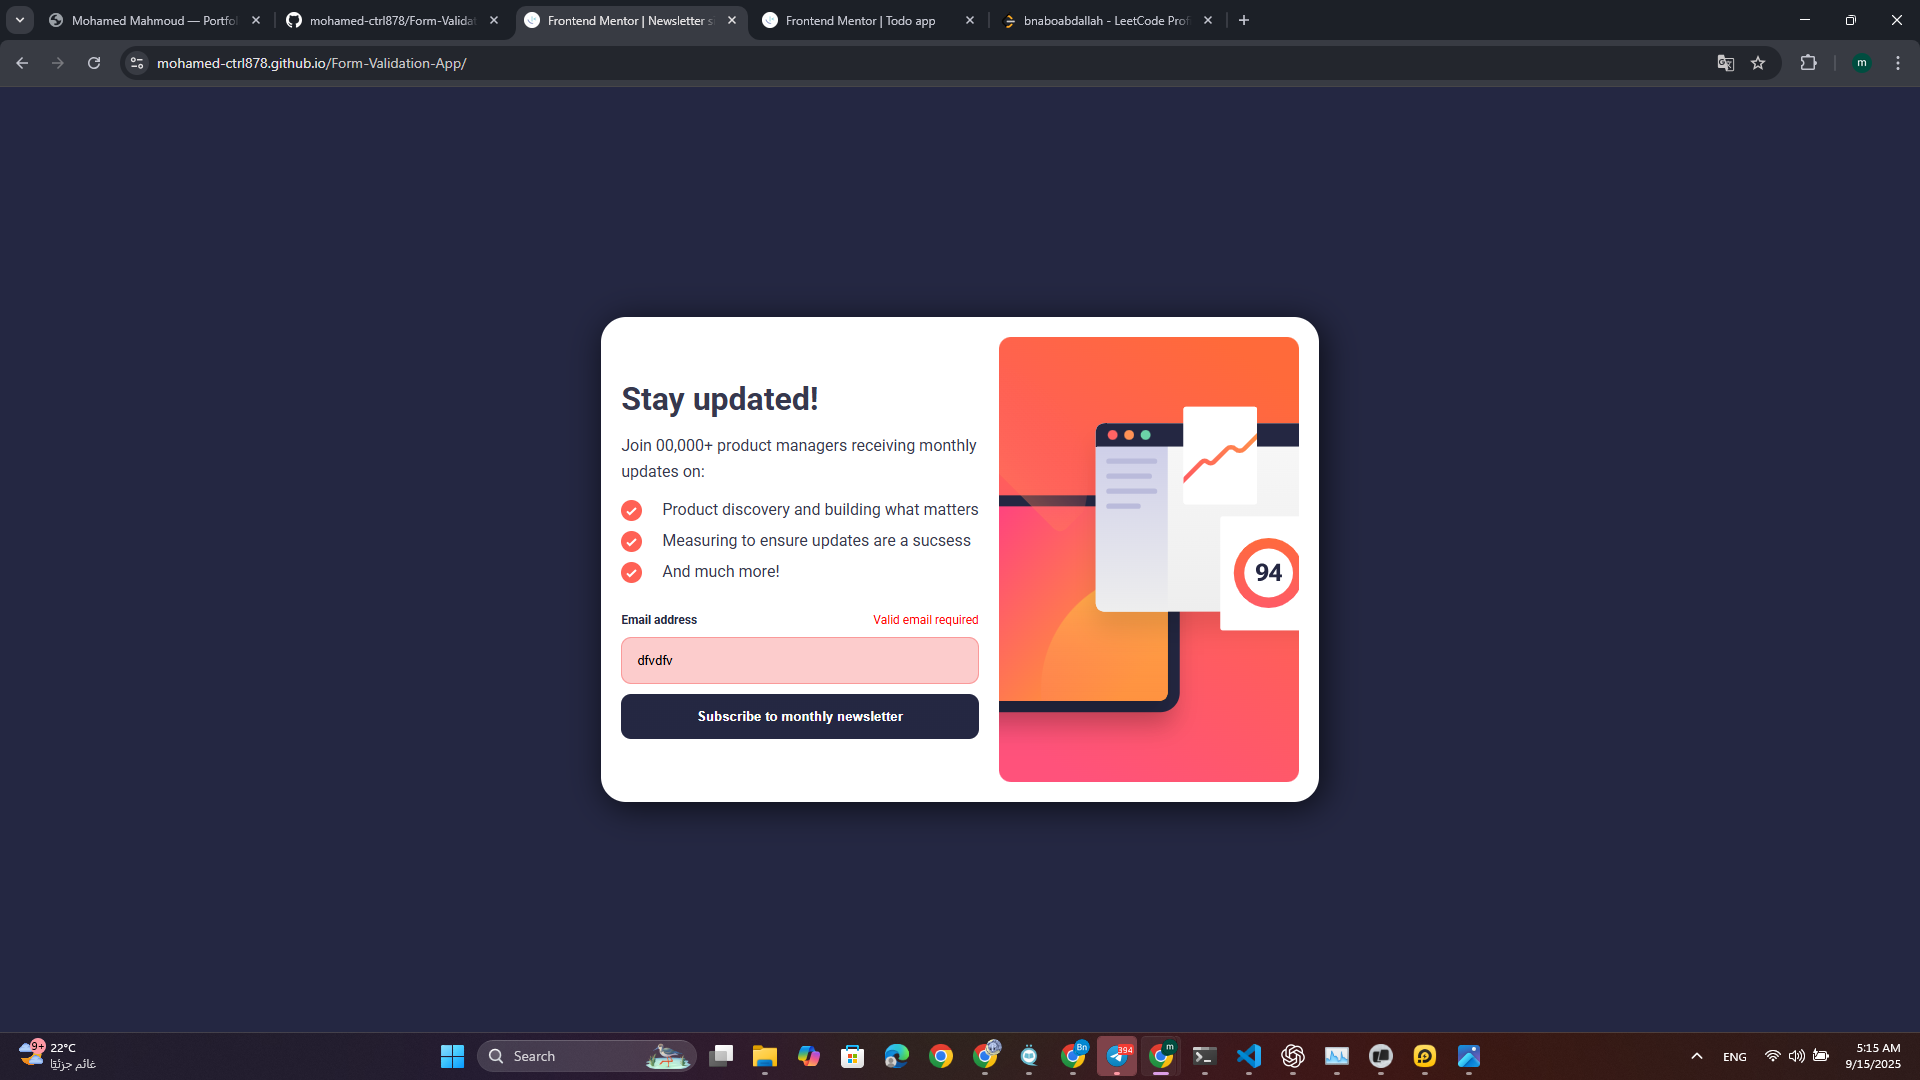 Mohamed Mahmoud — Portfo
mohamed-ctrl878/Form-Validat
Frontend Mentor | Newsletter s
Frontend Mentor | Todo app
bnaboabdallah - LeetCode Prof
mohamed-ctrl878.github.io/Form-Validation-App/
m
Stay updated!
Join 00,000+ product managers receiving monthly
updates on:
Product discovery and building what matters
Measuring to ensure updates are a sucsess
And much more!
Email address
Valid email required
dfvdfv
Subscribe to monthly newsletter
94
9+
22°C
غائم جزئيًا
Search
Bn
394
m
ENG
5:15 AM
9/15/2025